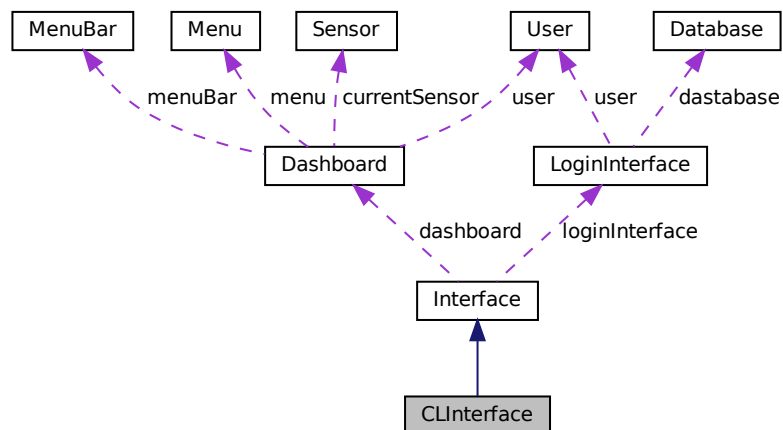 MenuBar
Menu
Sensor
User
Database
menuBar
menu
currentSensor
user
user
dastabase
Dashboard
LoginInterface
dashboard
loginInterface
Interface
CLInterface